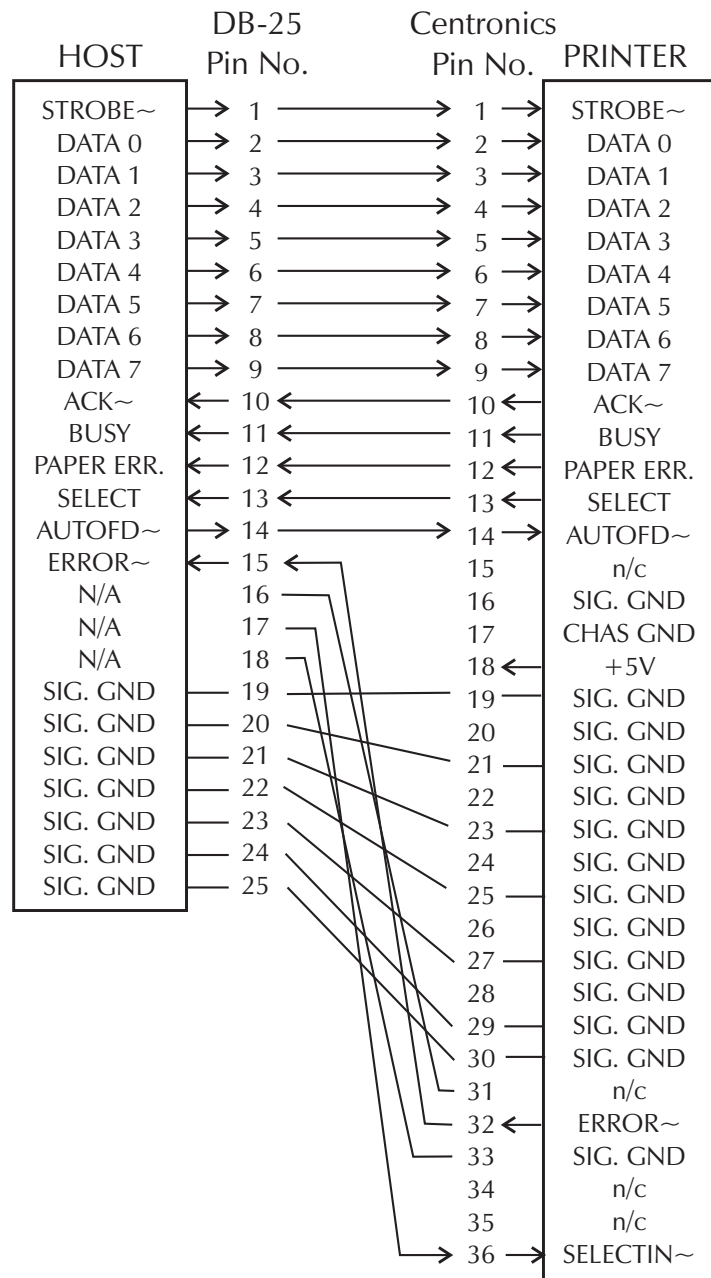 DB-25 Centronics
HOST Pin No. Pin No. PRINTER
STROBE~ 1 1 STROBE~
DATA 0 2 2 DATA 0
DATA 1 3 3 DATA 1
DATA 2 4 4 DATA 2
DATA 3 5 5 DATA 3
DATA 4 6 6 DATA 4
DATA 5 7 7 DATA 5
DATA 6 8 8 DATA 6
DATA 7 9 9 DATA 7
ACK~ 10 10 ACK~
BUSY 11 11 BUSY
PAPER ERR. 12 12 PAPER ERR.
SELECT 13 13 SELECT
AUTOFD~ 14 14 AUTOFD~
ERROR~ 15 15 n/c
N/A 16 16 SIG. GND
N/A 17 17 CHAS GND
N/A 18 18 +5V
SIG. GND 19 19 SIG. GND
SIG. GND 20 20 SIG. GND
SIG. GND 21 21 SIG. GND
SIG. GND 22 22 SIG. GND
SIG. GND 23 23 SIG. GND
SIG. GND 24 24 SIG. GND
SIG. GND 25 25 SIG. GND
26 SIG. GND
27 SIG. GND
28 SIG. GND
29 SIG. GND
30 SIG. GND
31 n/c
32 ERROR~
33 SIG. GND
34 n/c
35 n/c
36 SELECTIN~